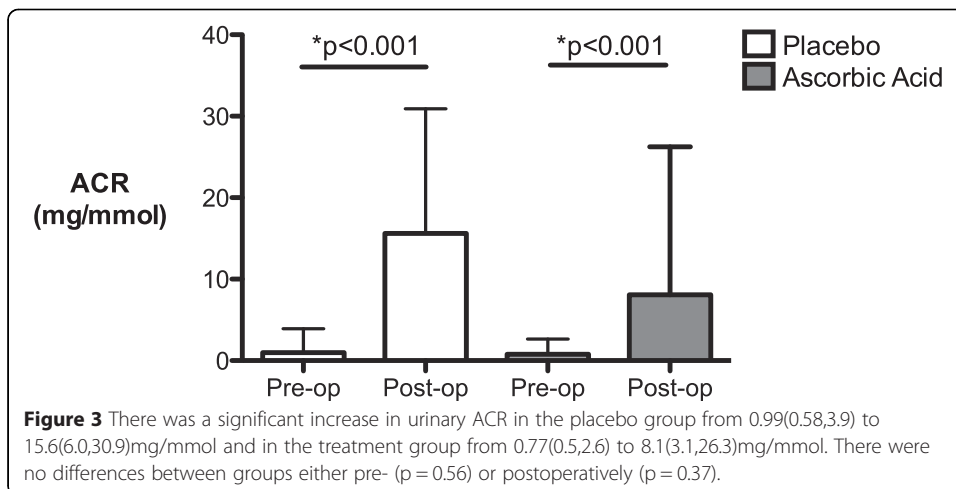 40
*p<0.001
*p<0.001
Placebo
Ascorbic Acid
30
ACR
(mg/mmol)
20
10
0
Pre-op
Post-op
Pre-op
Post-op
Figure 3 There was a significant increase in urinary ACR in the placebo group from 0.99(0.58,3.9) to
15.6(6.0,30.9)mg/mmol and in the treatment group from 0.77(0.5,2.6) to 8.1(3.1,26.3)mg/mmol. There were
no differences between groups either pre- (p = 0.56) or postoperatively (p = 0.37).